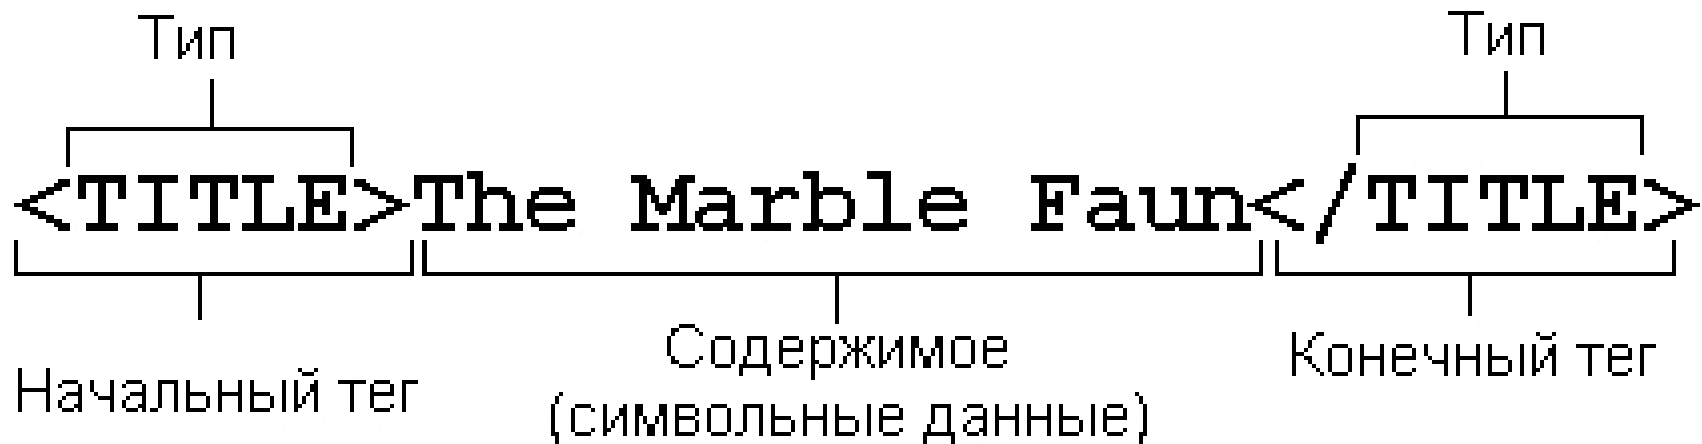 Тип
Тип
<TITLE>The Marble Faun</TITLE>
Начальный тег
Содержимое
(символьные данные)
Конечный тег